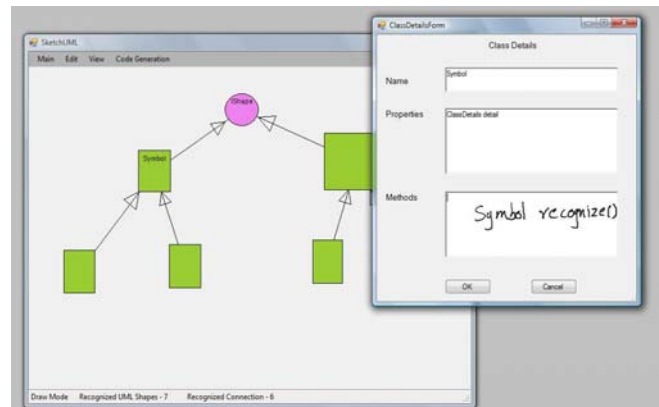 SketchUML
Main Edit View Code Generation
IShape
Symbol
Draw Mode Recognized UML Shapes - 7 Recognized Connection - 6
ClassDetailsForm
Class Details
Name
Symbol
Properties
ClassDetails detail
Methods
Symbol recognize()
OK Cancel